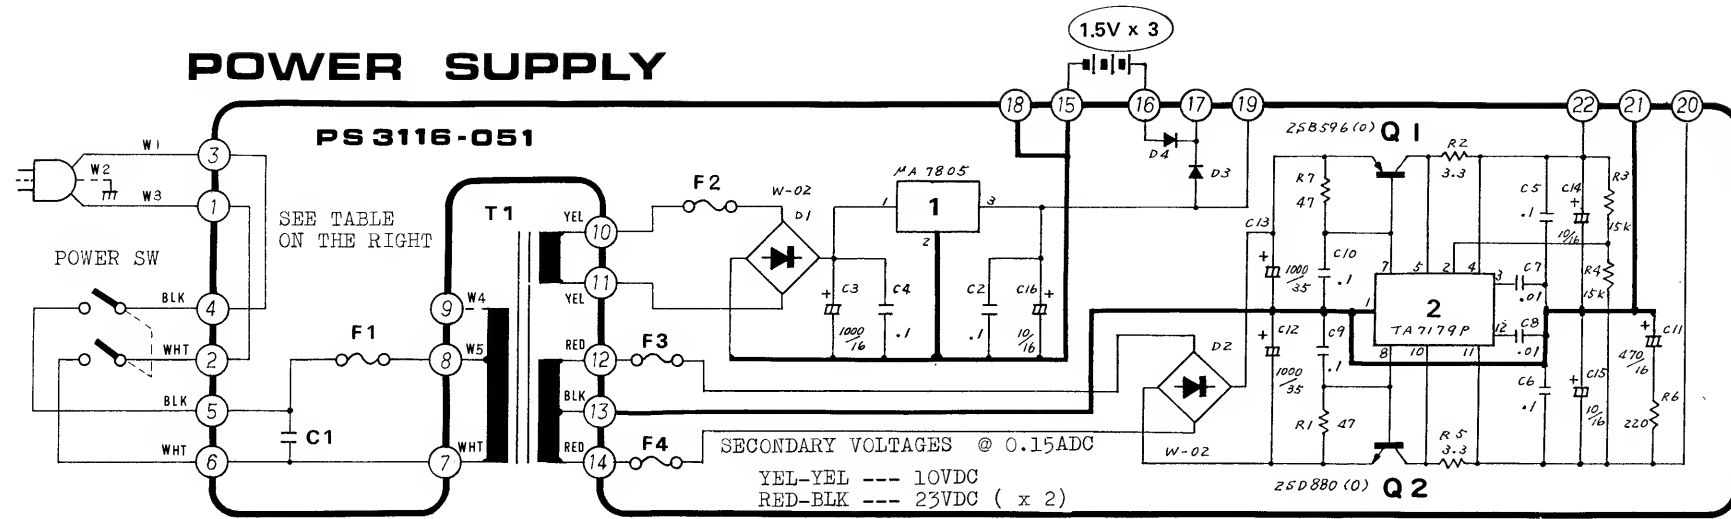 1.5V x 3
POWER SUPPLY
18 15 16 17 19 22 21 20
PS 3116-051
2SB596(O) Q1
W1 3
W2
W3 1
SEE TABLE
ON THE RIGHT
POWER SW
BLK 4
WHT 2
BLK 5
WHT 6
F1
C1
9 W4
8 W5
7 WHT
T1
YEL 10
YEL 11
RED 12
BLK 13
RED 14
F2
F3
F4
W-02
D1
μA 7805
1
1 3
2
C3
1000/16
C4
.1
C2
.1
C16
10/16
D4
D3
D2
W-02
C13
1000/35
C12
1000/35
R7
47
C10
.1
C9
.1
R1 47
R2
3.3
7 5 2 4
1 3
2
TA7179P 12
8 10 11
C5
.1
C14
10/16
R3
15k
R4
15k
C7
.01
C8
.01
C6
.1
C15
10/16
C11
470/16
R6
220
R5
3.3
2SD880(O) Q2
SECONDARY VOLTAGES @ 0.15ADC
YEL-YEL --- 10VDC
RED-BLK --- 23VDC ( x 2)